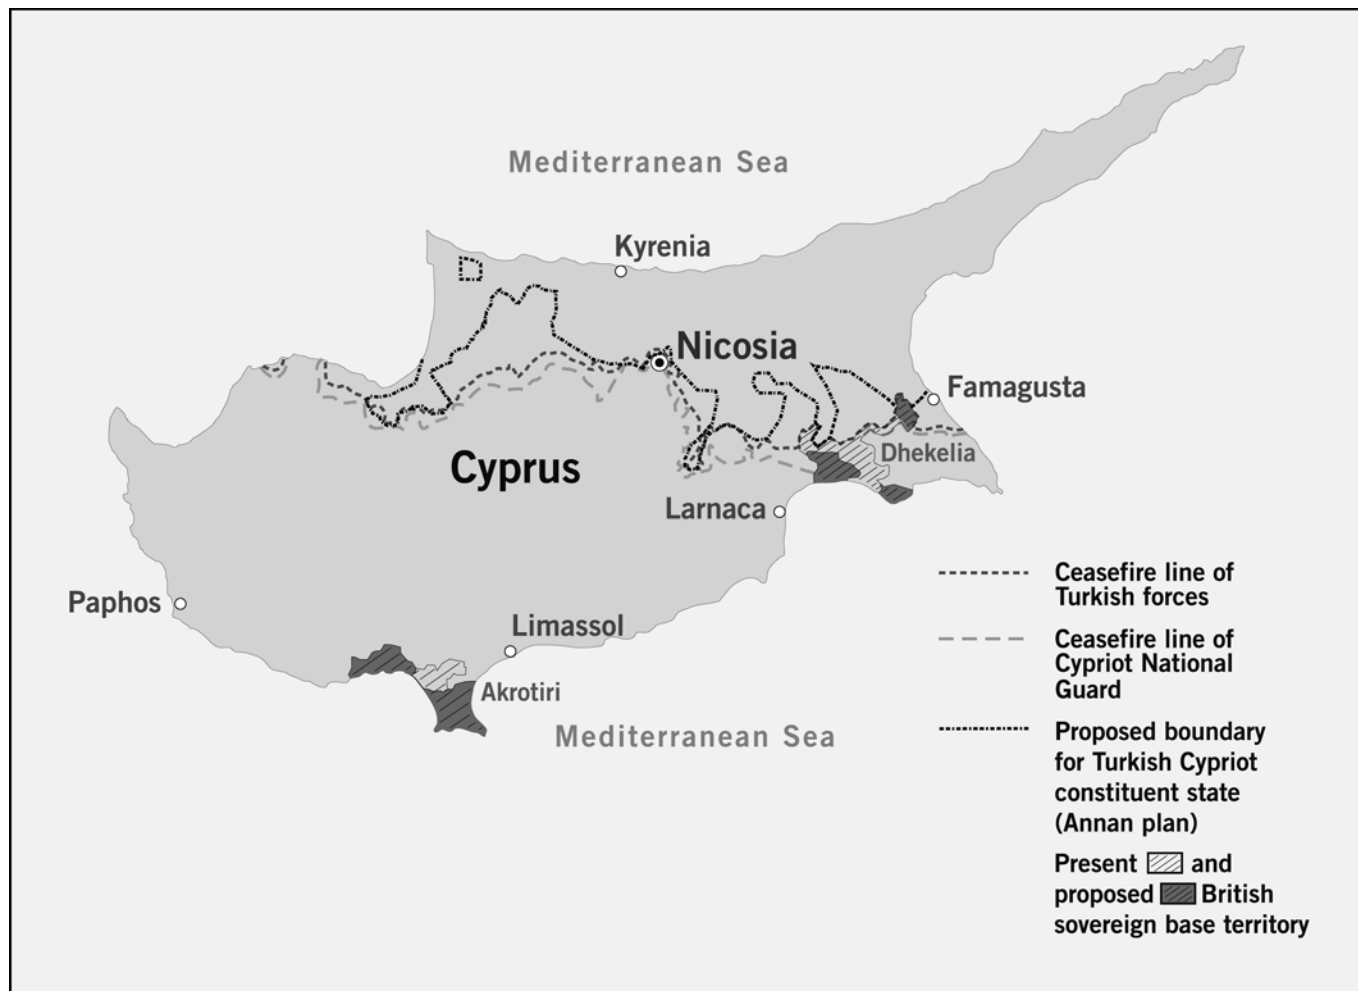 Mediterranean Sea
Kyrenia
Nicosia
Famagusta
Dhekelia
Cyprus
Larnaca
Paphos
Limassol
Akrotiri
Mediterranean Sea
Ceasefire line of
Turkish forces
Ceasefire line of
Cypriot National
Guard
Proposed boundary
for Turkish Cypriot
constituent state
(Annan plan)
Present and
proposed British
sovereign base territory